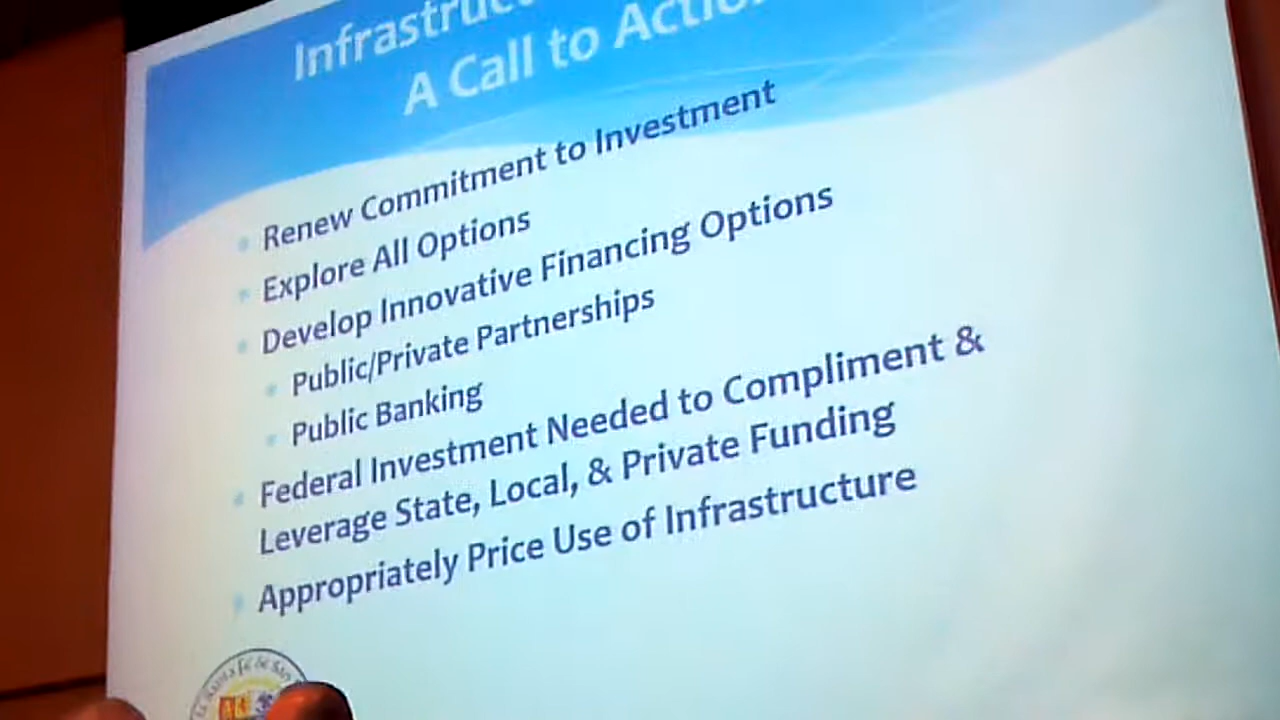 A Call to
Renew Commitment to Investment
Explore All Options
Develop Innovative Financing Options
Public/Private Partnerships
Public Banking
Federal Investment Needed to Compliment &
Leverage State, Local, & Private Funding
Appropriately Price Use of Infrastructure